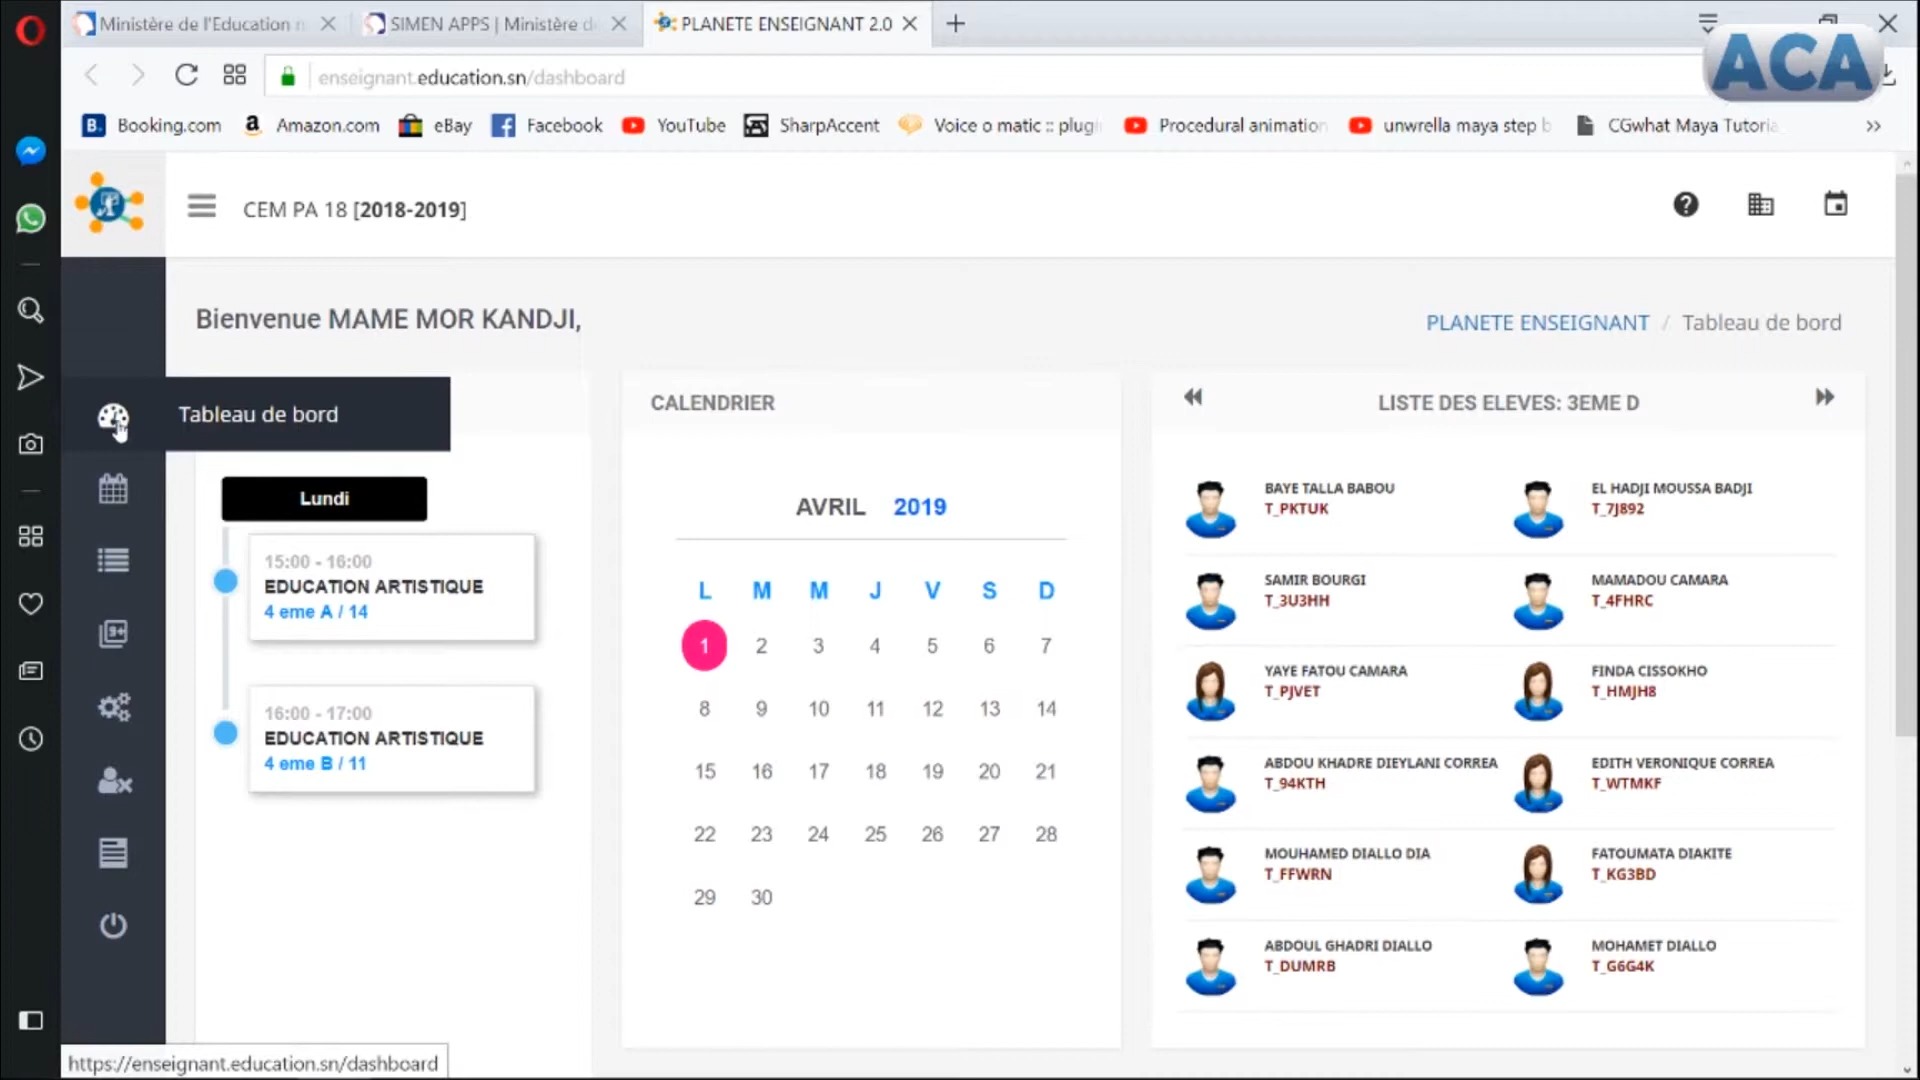 Ministère de l'Education n
SIMEN APPS | Ministère de
PLANETE ENSEIGNANT 2.0
ACA
enseignant.education.sn/dashboard
Booking.com
Amazon.com
eBay
Facebook
YouTube
SharpAccent
Voice o matic :: plugi
Procedural animation
unwrella maya step b
CGwhat Maya Tutoria
CEM PA 18 [2018-2019]
Bienvenue MAME MOR KANDJI,
PLANETE ENSEIGNANT / Tableau de bord
Tableau de bord
Lundi
15:00 - 16:00
EDUCATION ARTISTIQUE
4 eme A / 14
16:00 - 17:00
EDUCATION ARTISTIQUE
4 eme B / 11
CALENDRIER
AVRIL 2019
L M M J V S D
1 2 3 4 5 6 7
8 9 10 11 12 13 14
15 16 17 18 19 20 21
22 23 24 25 26 27 28
29 30
LISTE DES ELEVES: 3EME D
BAYE TALLA BABOU
T_PKTUK
EL HADJI MOUSSA BADJI
T_7J892
SAMIR BOURGI
T_3U3HH
MAMADOU CAMARA
T_4FHRC
YAYE FATOU CAMARA
T_PJVET
FINDA CISSOKHO
T_HMJH8
ABDOU KHADRE DIEYLANI CORREA
T_94KTH
EDITH VERONIQUE CORREA
T_WTMKF
MOUHAMED DIALLO DIA
T_FFWRN
FATOUMATA DIAKITE
T_KG3BD
ABDOUL GHADRI DIALLO
T_DUMRB
MOHAMET DIALLO
T_G6G4K
https://enseignant.education.sn/dashboard